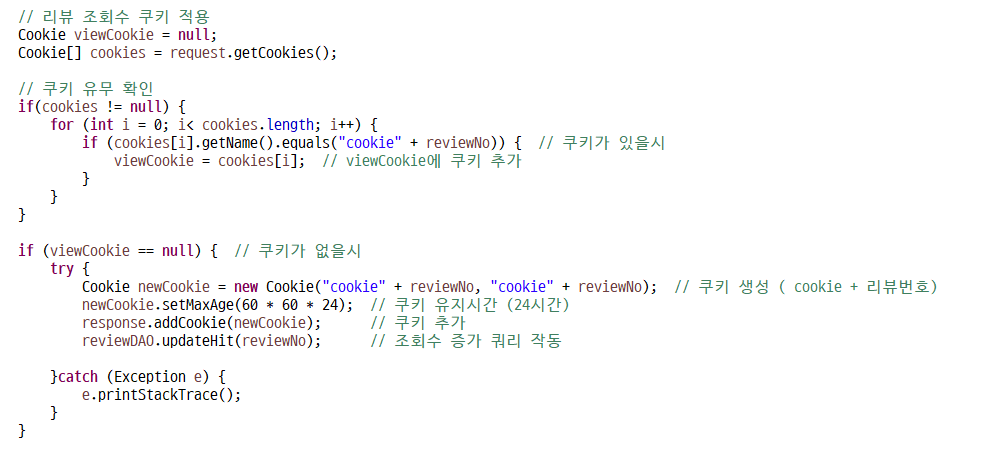 // 리뷰 조회수 쿠키 적용
Cookie viewCookie = null;
Cookie[] cookies = request.getCookies();
// 쿠키 유무 확인
if(cookies != null) {
for (int i = 0; i< cookies.length; i++) {
if (cookies[i].getName().equals("cookie" + reviewNo)) { // 쿠키가 있을시
viewCookie = cookies[i]; // viewCookie에 쿠키 추가
}
}
}
if (viewCookie == null) { // 쿠키가 없을시
try {
Cookie newCookie = new Cookie("cookie" + reviewNo, "cookie" + reviewNo); // 쿠키 생성 ( cookie + 리뷰번호)
newCookie.setMaxAge(60 * 60 * 24); // 쿠키 유지시간 (24시간)
response.addCookie(newCookie); // 쿠키 추가
reviewDAO.updateHit(reviewNo); // 조회수 증가 쿼리 작동
}catch (Exception e) {
e.printStackTrace();
}
}